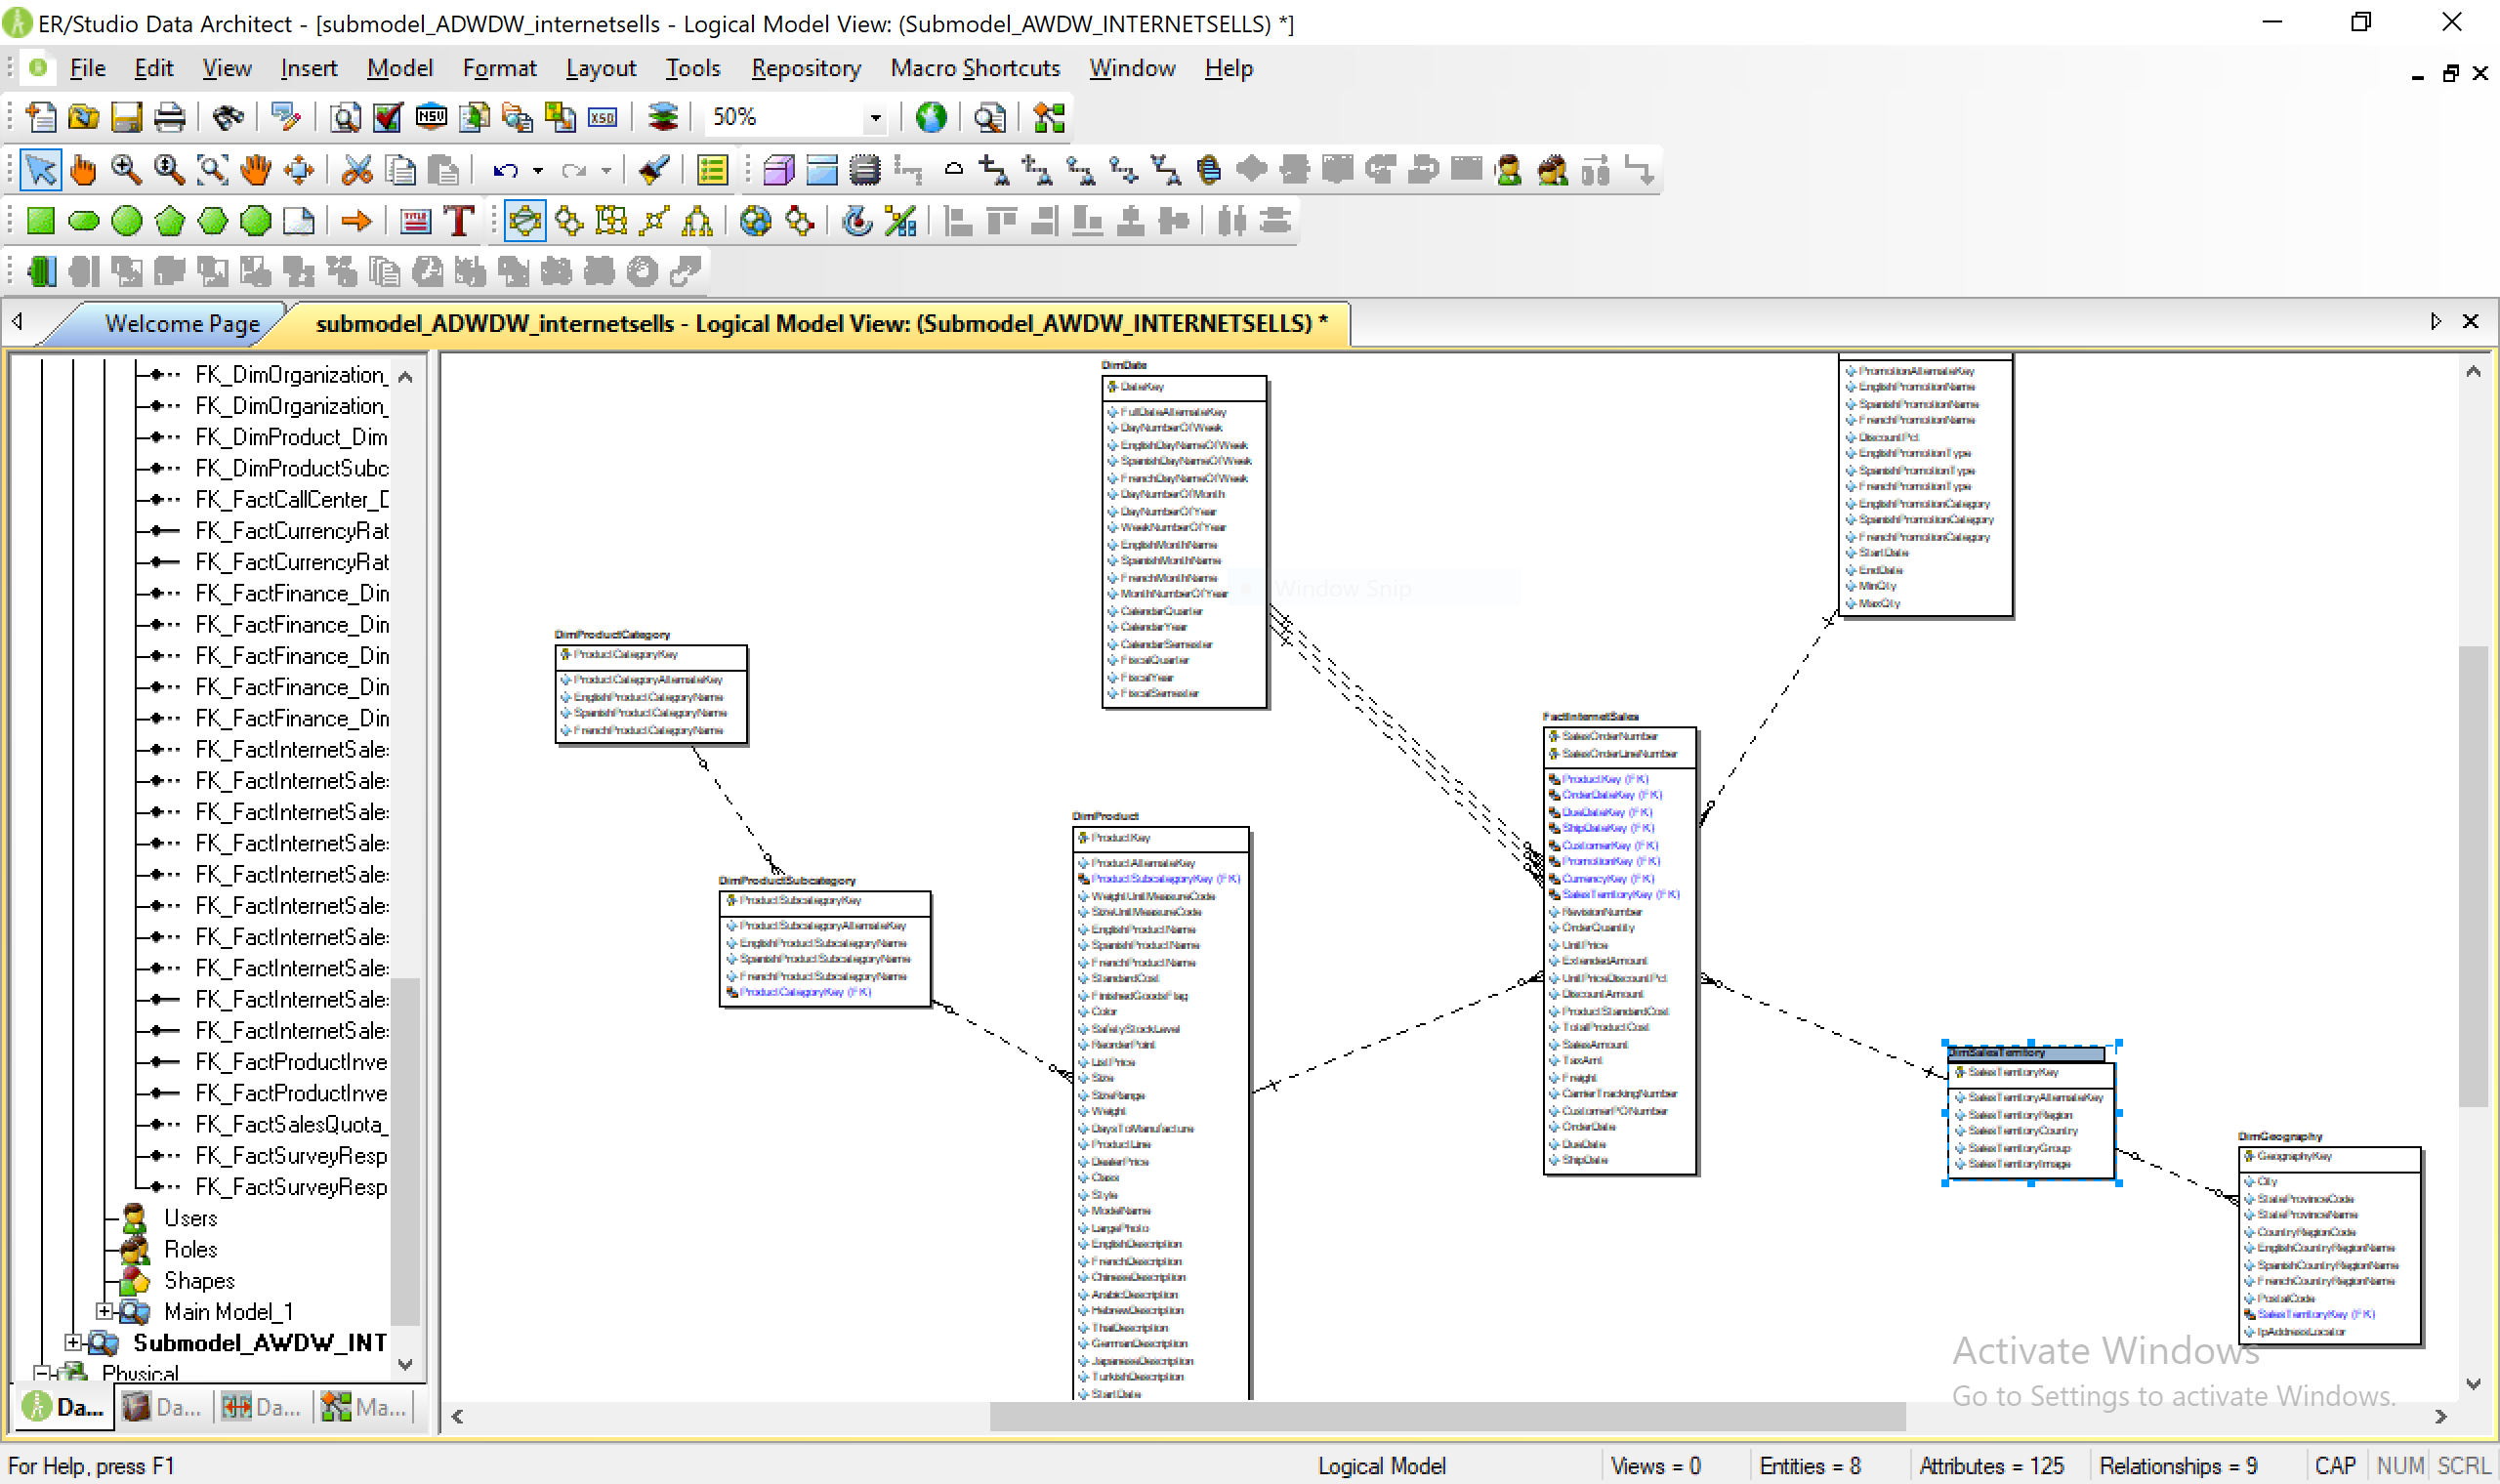 ER/Studio Data Architect - [submodel_ADWDW_internetsells - Logical Model View: (Submodel_AWDW_INTERNETSELLS) *]
File Edit View Insert Model Format Layout Tools Repository Macro Shortcuts Window Help
50%
Welcome Page
submodel_ADWDW_internetsells - Logical Model View: (Submodel_AWDW_INTERNETSELLS) *
FK_DimOrganization_
FK_DimOrganization_
FK_DimProduct_Dim
FK_DimProductSubc
FK_FactCallCenter_D
FK_FactCurrencyRat
FK_FactCurrencyRat
FK_FactFinance_Din
FK_FactFinance_Din
FK_FactFinance_Din
FK_FactFinance_Din
FK_FactFinance_Din
FK_FactInternetSale:
FK_FactInternetSale:
FK_FactInternetSale:
FK_FactInternetSale:
FK_FactInternetSale:
FK_FactInternetSale:
FK_FactInternetSale:
FK_FactInternetSale:
FK_FactInternetSale:
FK_FactInternetSale:
FK_FactProductInve
FK_FactProductInve
FK_FactSalesQuota_
FK_FactSurveyResp
FK_FactSurveyResp
Users
Roles
Shapes
Main Model_1
Submodel_AWDW_INT
Physical
Da...
Da...
Da...
Ma...
DimDate
DateKey
FullDateAlternateKey
DayNumberOfWeek
EnglishDayNameOfWeek
SpanishDayNameOfWeek
FrenchDayNameOfWeek
DayNumberOfMonth
DayNumberOfYear
WeekNumberOfYear
EnglishMonthName
SpanishMonthName
FrenchMonthName
MonthNumberOfYear
CalendarQuarter
CalendarYear
CalendarSemester
FiscalQuarter
FiscalYear
FiscalSemester
Window Snip
PromotionAlternateKey
EnglishPromotionName
SpanishPromotionName
FrenchPromotionName
DiscountPct
EnglishPromotionType
SpanishPromotionType
FrenchPromotionType
EnglishPromotionCategory
SpanishPromotionCategory
FrenchPromotionCategory
StartDate
EndDate
MinQty
MaxQty
DimProductCategory
ProductCategoryKey
ProductCategoryAlternateKey
EnglishProductCategoryName
SpanishProductCategoryName
FrenchProductCategoryName
DimProductSubcategory
ProductSubcategoryKey
ProductSubcategoryAlternateKey
EnglishProductSubcategoryName
SpanishProductSubcategoryName
FrenchProductSubcategoryName
ProductCategoryKey (FK)
DimProduct
ProductKey
ProductAlternateKey
ProductSubcategoryKey (FK)
WeightUnitMeasureCode
SizeUnitMeasureCode
EnglishProductName
SpanishProductName
FrenchProductName
StandardCost
FinishedGoodsFlag
Color
SafetyStockLevel
ReorderPoint
ListPrice
Size
SizeRange
Weight
DaysToManufacture
ProductLine
DealerPrice
Class
Style
ModelName
LargePhoto
EnglishDescription
FrenchDescription
ChineseDescription
ArabicDescription
HebrewDescription
ThaiDescription
GermanDescription
JapaneseDescription
TurkishDescription
StartDate
FactInternetSales
SalesOrderNumber
SalesOrderLineNumber
ProductKey (FK)
OrderDateKey (FK)
DueDateKey (FK)
ShipDateKey (FK)
CustomerKey (FK)
PromotionKey (FK)
CurrencyKey (FK)
SalesTerritoryKey (FK)
RevisionNumber
OrderQuantity
UnitPrice
ExtendedAmount
UnitPriceDiscountPct
DiscountAmount
ProductStandardCost
TotalProductCost
SalesAmount
TaxAmt
Freight
CarrierTrackingNumber
CustomerPONumber
OrderDate
DueDate
ShipDate
DimSalesTerritory
SalesTerritoryKey
SalesTerritoryAlternateKey
SalesTerritoryRegion
SalesTerritoryCountry
SalesTerritoryGroup
SalesTerritoryImage
DimGeography
GeographyKey
City
StateProvinceCode
StateProvinceName
CountryRegionCode
EnglishCountryRegionName
SpanishCountryRegionName
FrenchCountryRegionName
PostalCode
SalesTerritoryKey (FK)
IpAddressLocator
Activate Windows
Go to Settings to activate Windows.
For Help, press F1
Logical Model
Views = 0
Entities = 8
Attributes = 125
Relationships = 9
CAP NUM SCRL